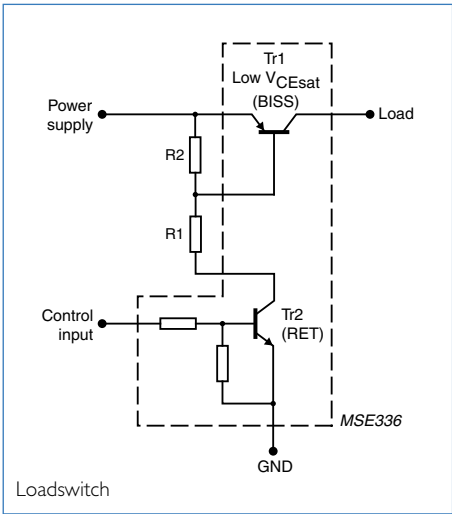 Tr1
Low VCEsat
(BISS)
Power
supply
Load
R2
R1
Control
input
Tr2
(RET)
MSE336
GND
Loadswitch